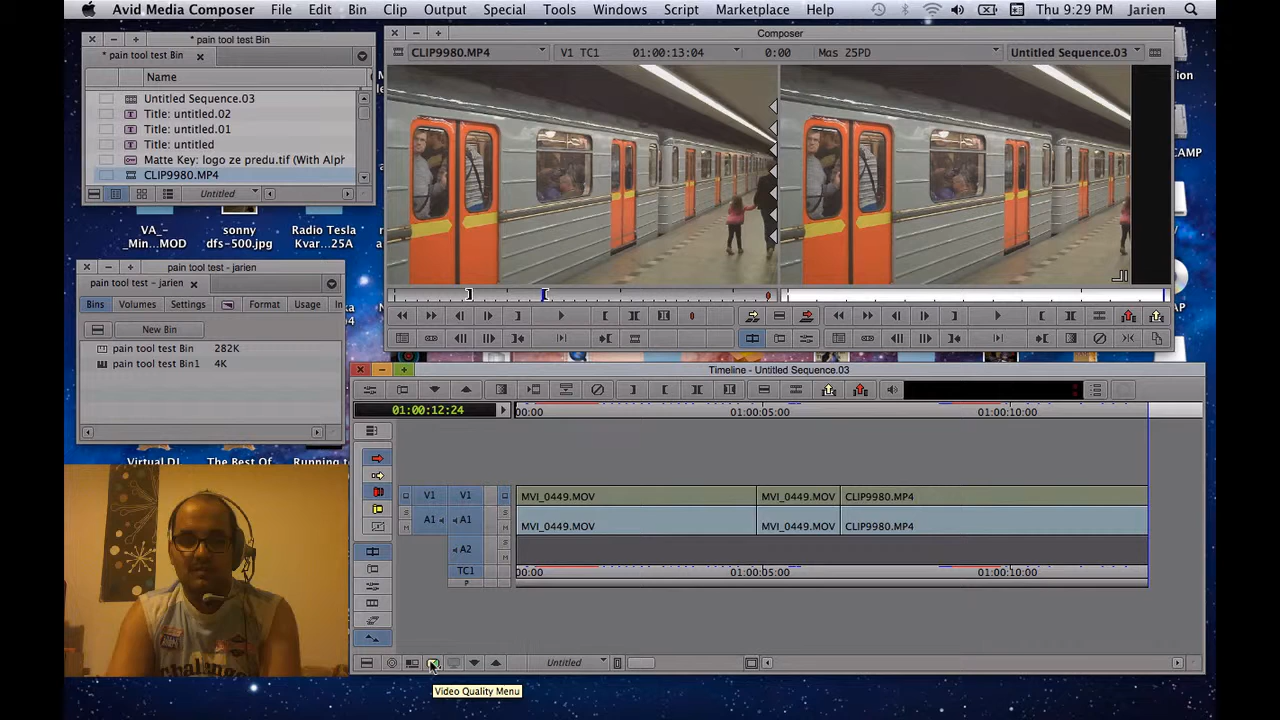 Avid Media Composer File Edit Bin Clip Output Special Tools Windows Script Marketplace Help Thu 9:29 PM Jarien
* pain tool test Bin
* pain tool test Bin
Name
Untitled Sequence.03
Title: untitled.02
Title: untitled.01
Title: untitled
Matte Key: logo ze predu.tif (With Alph
CLIP9980.MP4
Untitled
VA_-
_Min...MOD
sonny
dfs-500.jpg
Radio Tesla
Kvar...25A
pain tool test - jarien
pain tool test - jarien
Bins Volumes Settings Format Usage In
New Bin
pain tool test Bin 282K
pain tool test Bin1 4K
Virtual DJ
The Best Of
Running to
Composer
CLIP9980.MP4 V1 TC1 01:00:13:04 0:00 Mas 25PD Untitled Sequence.03
CAMP
Timeline - Untitled Sequence.03
01:00:12:24
00:00 01:00:05:00 01:00:10:00
V1 V1 MVI_0449.MOV MVI_0449.MOV CLIP9980.MP4
A1 A1 MVI_0449.MOV MVI_0449.MOV CLIP9980.MP4
A2
TC1 00:00 01:00:05:00 01:00:10:00
P
Untitled
Video Quality Menu